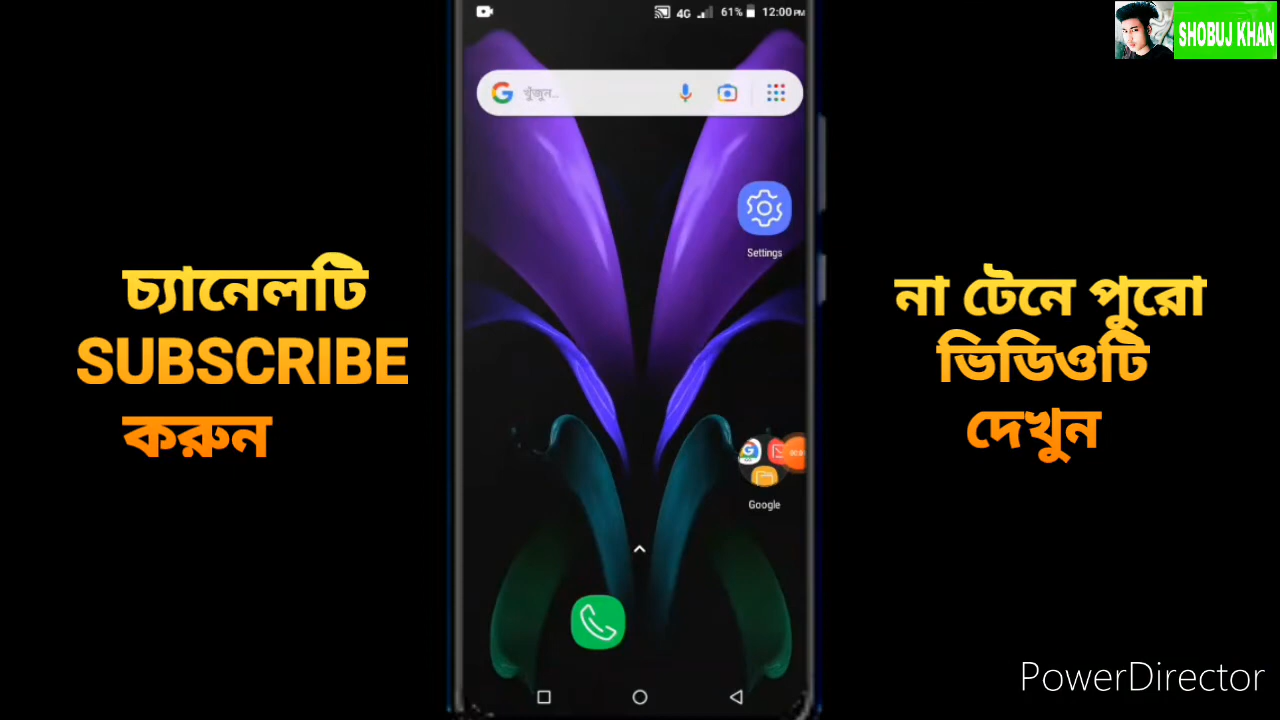 4G 61% 12:00 PM
SHOBUJ KHAN
খুঁজুন..
Settings
চ্যানেলটি
SUBSCRIBE
করুন
না টেনে পুরো
ভিডিওটি
দেখুন
Google
PowerDirector